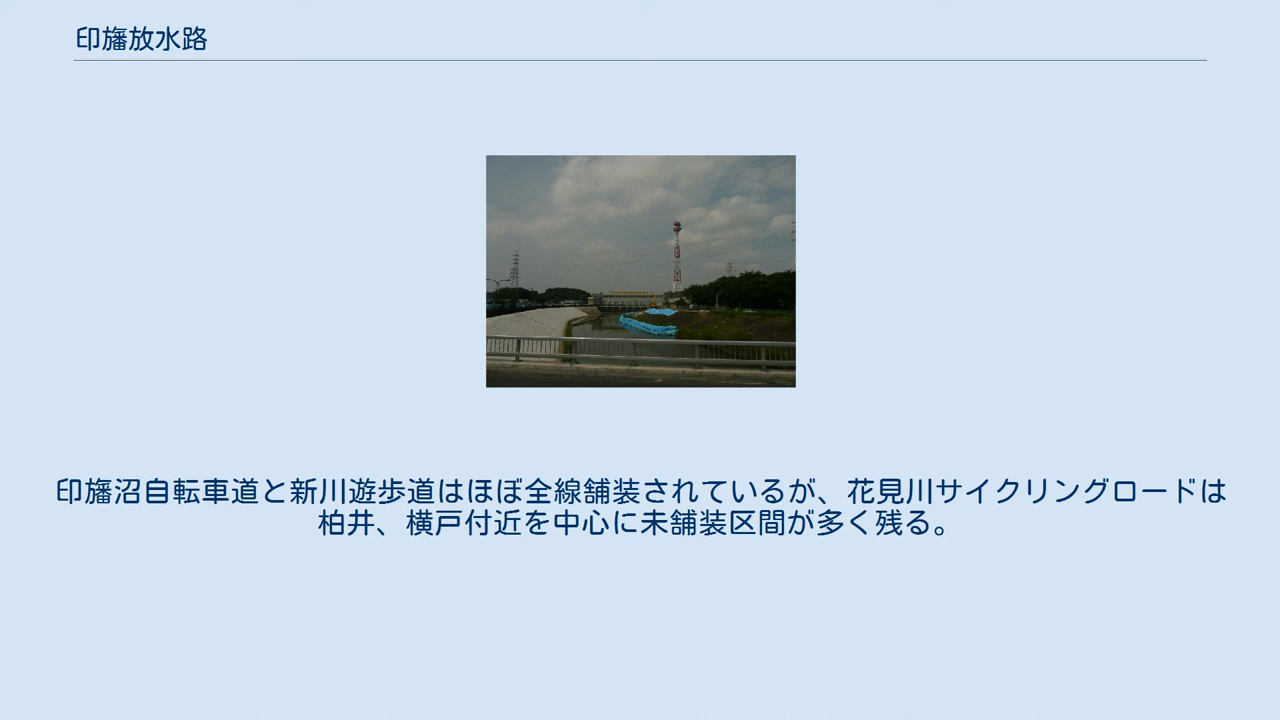 印旛放水路
印旛沼自転車道と新川遊歩道はほぼ全線舗装されているが、花見川サイクリングロードは
柏井、横戸付近を中心に未舗装区間が多く残る。